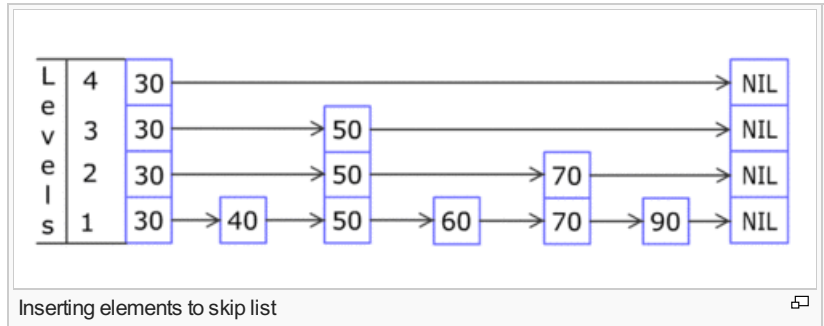 Levels
4 30 NIL
3 30 50 NIL
2 30 50 70 NIL
1 30 40 50 60 70 90 NIL
Inserting elements to skip list